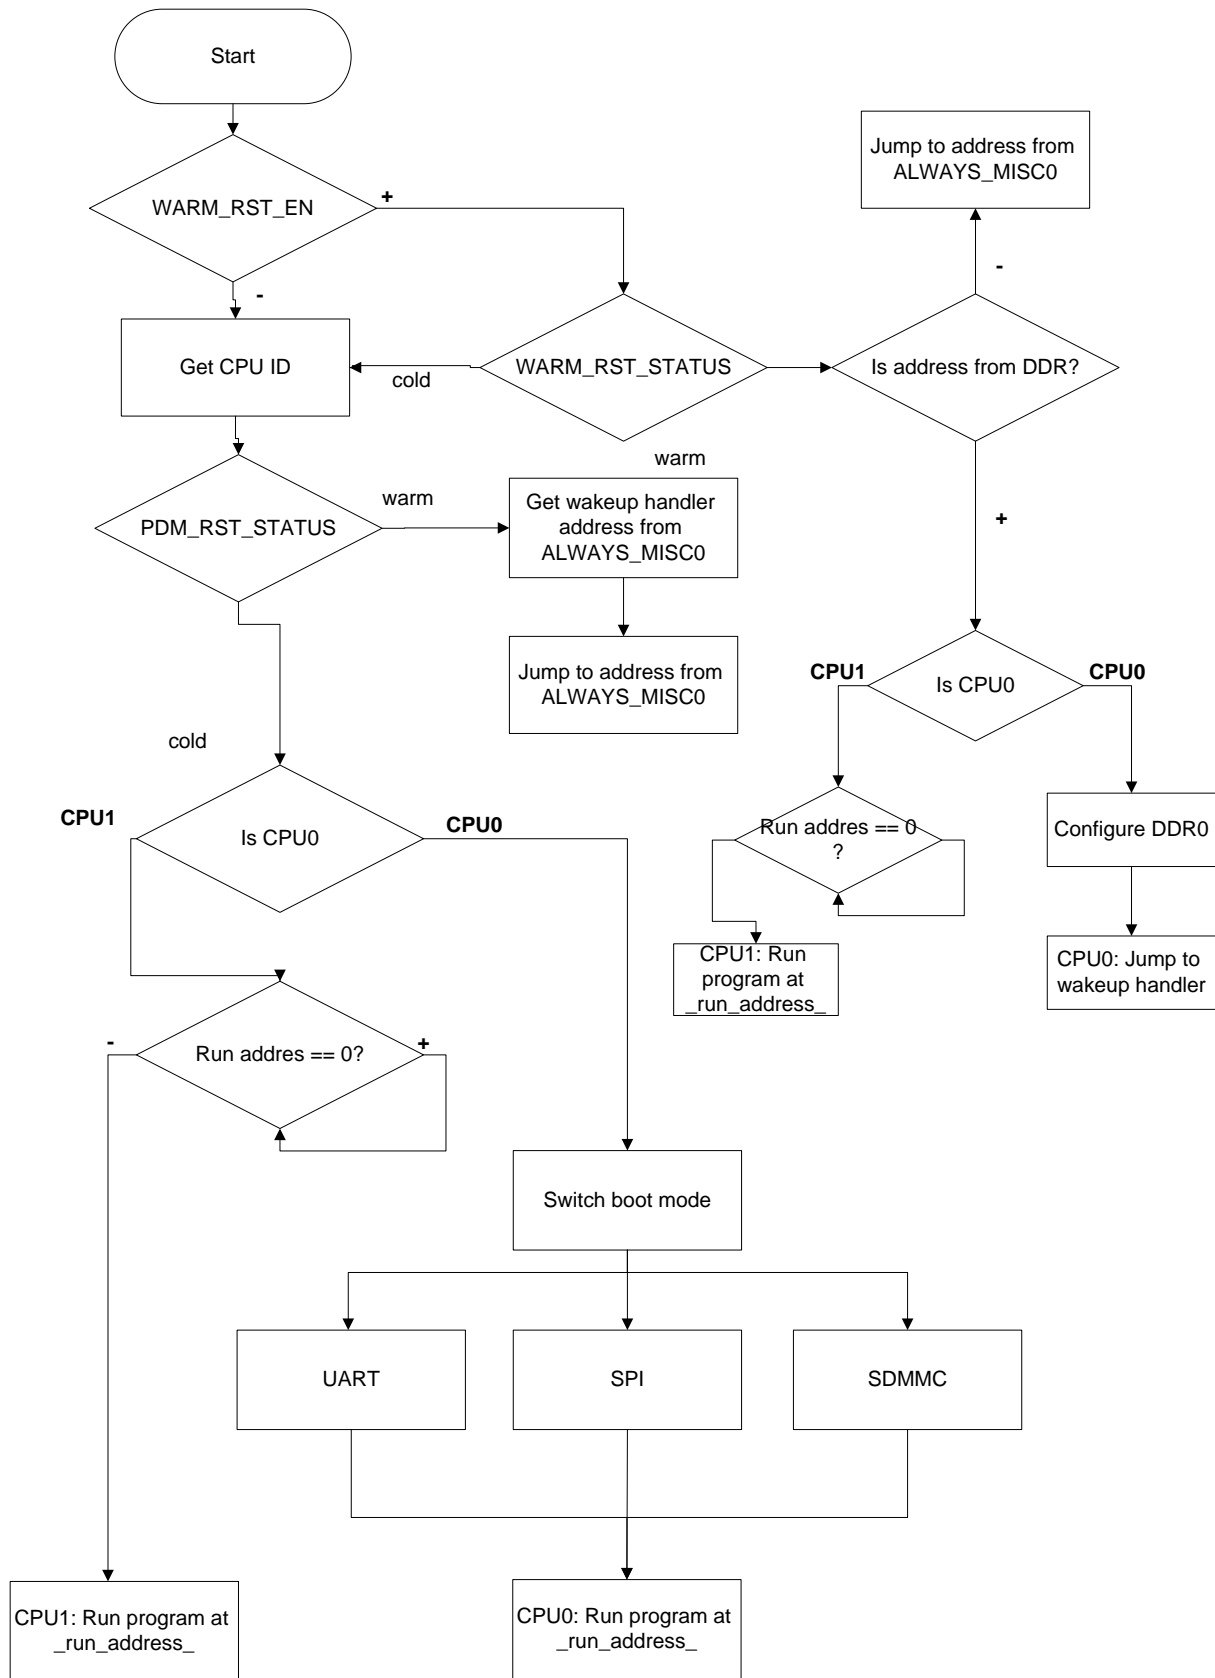 Start
Jump to address from
ALWAYS_MISC0
+
WARM_RST_EN
-
-
Get CPU ID
cold
WARM_RST_STATUS
Is address from DDR?
warm
warm
PDM_RST_STATUS
Get wakeup handler
address from
ALWAYS_MISC0
+
Jump to address from
ALWAYS_MISC0
CPU1
Is CPU0
CPU0
cold
CPU1
Is CPU0
CPU0
Run addres == 0
?
Configure DDR0
CPU1: Run
program at
_run_address_
CPU0: Jump to
wakeup handler
-
Run addres == 0?
+
Switch boot mode
UART
SPI
SDMMC
CPU1: Run program at
_run_address_
CPU0: Run program at
_run_address_